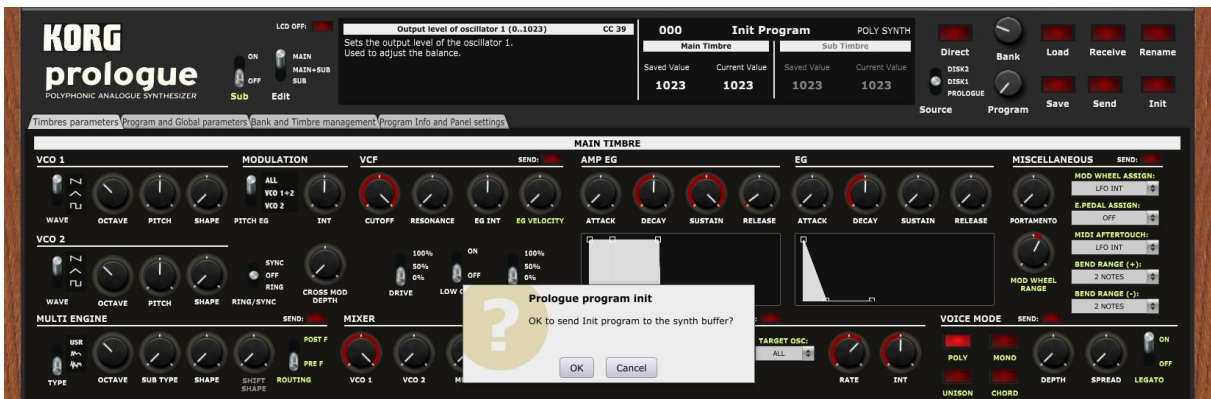 KORG
prologue
POLYPHONIC ANALOGUE SYNTHESIZER
LCD OFF:
ON
OFF
Sub
MAIN
MAIN+SUB
SUB
Edit
Output level of oscillator 1 (0..1023) CC 39
Sets the output level of the oscillator 1.
Used to adjust the balance.
000 Init Program POLY SYNTH
Main Timbre Sub Timbre
Saved Value Current Value Saved Value Current Value
1023 1023 1023 1023
Direct
DISK2
DISK1
PROLOGUE
Source
Bank
Program
Load Receive Rename
Save Send Init
Timbres parameters Program and Global parameters Bank and Timbre management Program Info and Panel settings
MAIN TIMBRE
VCO 1
WAVE OCTAVE PITCH SHAPE
MODULATION
ALL
VCO 1+2
VCO 2
PITCH EG INT
VCF SEND:
CUTOFF RESONANCE EG INT EG VELOCITY
AMP EG
ATTACK DECAY SUSTAIN RELEASE
EG
ATTACK DECAY SUSTAIN RELEASE
MISCELLANEOUS SEND:
PORTAMENTO
MOD WHEEL
RANGE
MOD WHEEL ASSIGN:
LFO INT
E.PEDAL ASSIGN:
OFF
MIDI AFTERTOUCH:
LFO INT
BEND RANGE (+):
2 NOTES
BEND RANGE (-):
2 NOTES
VCO 2
WAVE OCTAVE PITCH SHAPE
SYNC
OFF
RING
RING/SYNC
CROSS MOD
DEPTH
100%
50%
0%
DRIVE
ON
OFF
LOW
100%
50%
0%
Prologue program init
OK to send Init program to the synth buffer?
OK Cancel
MULTI ENGINE SEND:
USR
TYPE OCTAVE SUB TYPE SHAPE
SHIFT
SHAPE
POST F
PRE F
ROUTING
MIXER
VCO 1 VCO 2
TARGET OSC:
ALL
RATE INT
VOICE MODE SEND:
POLY MONO
UNISON CHORD
DEPTH SPREAD
ON
OFF
LEGATO